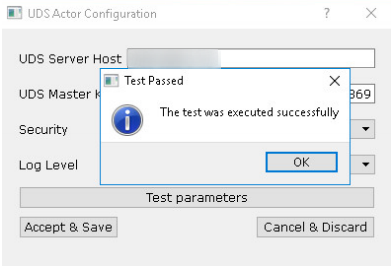 UDS Actor Configuration
UDS Server Host
Test Passed
UDS Master K
369
The test was executed successfully
Security
OK
Log Level
Test parameters
Accept & Save Cancel & Discard